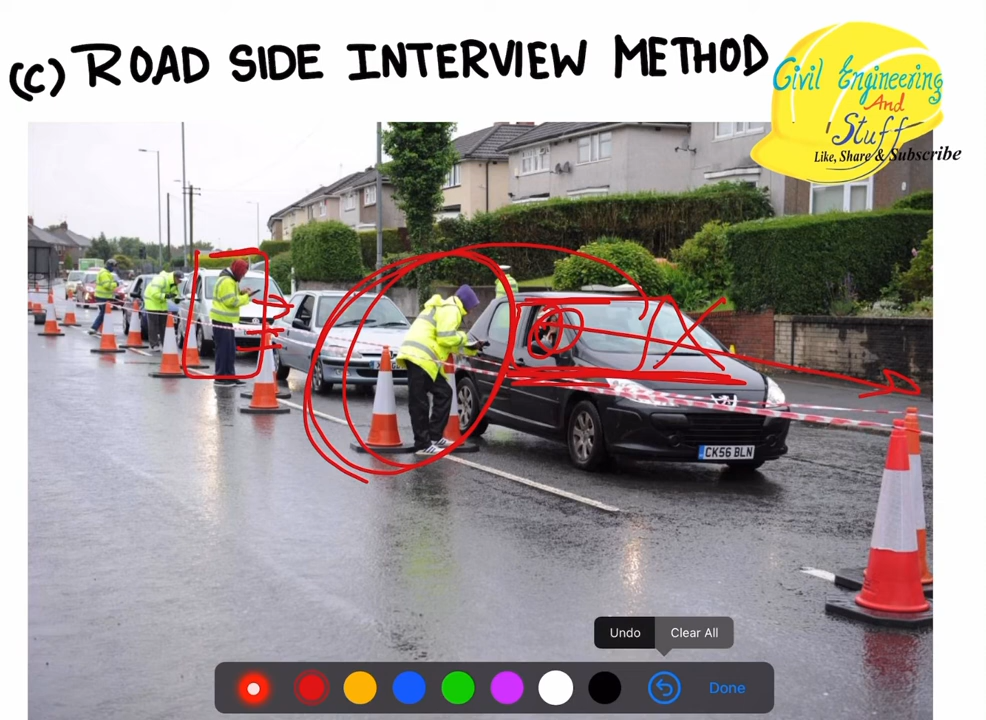 (C) ROAD SIDE INTERVIEW METHOD
Civil Engineering
And
Stuff
Like, Share & Subscribe
CK56 BLN
Undo Clear All
Done